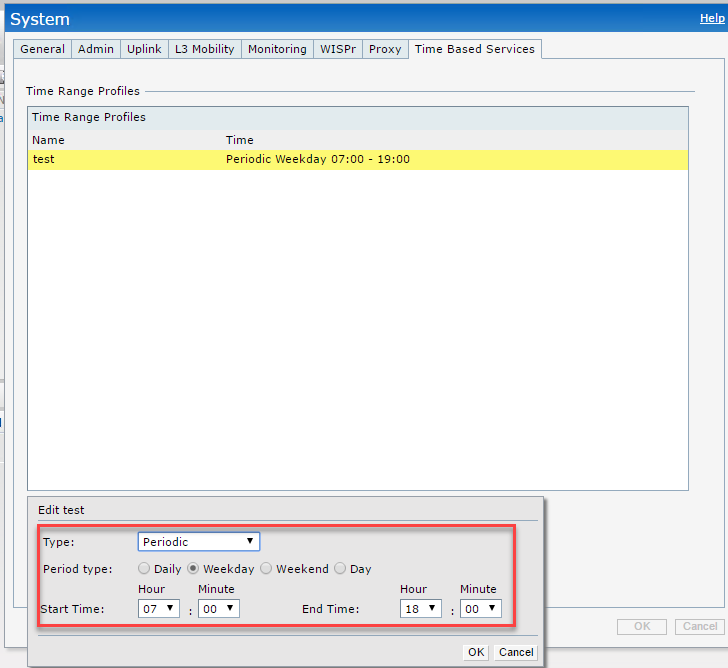 System Help
General Admin Uplink L3 Mobility Monitoring WISPr Proxy Time Based Services
Time Range Profiles
Time Range Profiles
Name Time
test Periodic Weekday 07:00 - 19:00
Edit test
Type: Periodic
Period type: Daily Weekday Weekend Day
Hour Minute Hour Minute
Start Time: 07 : 00 End Time: 18 : 00
OK Cancel
OK Cancel